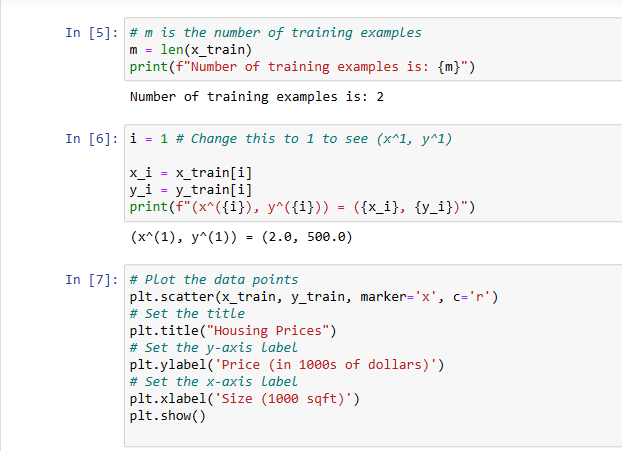 In [5]: # m is the number of training examples
m = len(x_train)
print(f"Number of training examples is: {m}")
Number of training examples is: 2
In [6]: i = 1 # Change this to 1 to see (x^1, y^1)
x_i = x_train[i]
y_i = y_train[i]
print(f"(x^({i}), y^({i})) = ({x_i}, {y_i})")
(x^(1), y^(1)) = (2.0, 500.0)
In [7]: # Plot the data points
plt.scatter(x_train, y_train, marker='x', c='r')
# Set the title
plt.title("Housing Prices")
# Set the y-axis label
plt.ylabel('Price (in 1000s of dollars)')
# Set the x-axis label
plt.xlabel('Size (1000 sqft)')
plt.show()